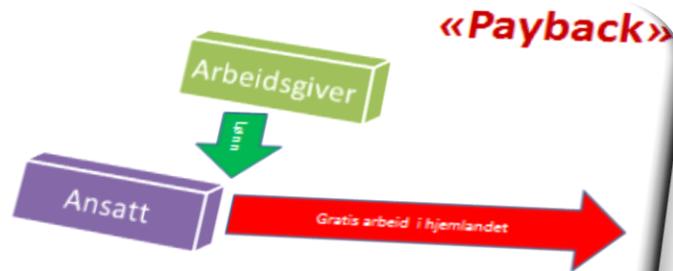 «Payback»
Arbeidsgiver
Lønn
Ansatt
Gratis arbeid i hjemlandet